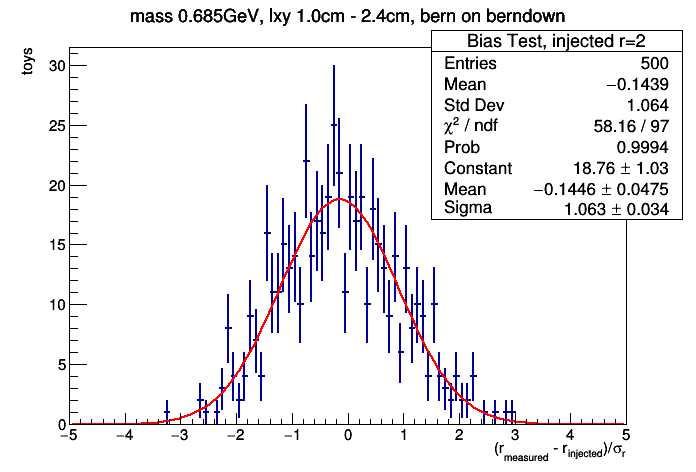 mass 0.685GeV, lxy 1.0cm - 2.4cm, bern on berndown
Bias Test, injected r=2
Entries 500
Mean −0.1439
Std Dev 1.064
χ² / ndf 58.16 / 97
Prob 0.9994
Constant 18.76 ± 1.03
Mean −0.1446 ± 0.0475
Sigma 1.063 ± 0.034
toys
30
25
20
15
10
5
0
−5 −4 −3 −2 −1 0 1 2 3 4 5
(r_measured - r_injected)/σ_r